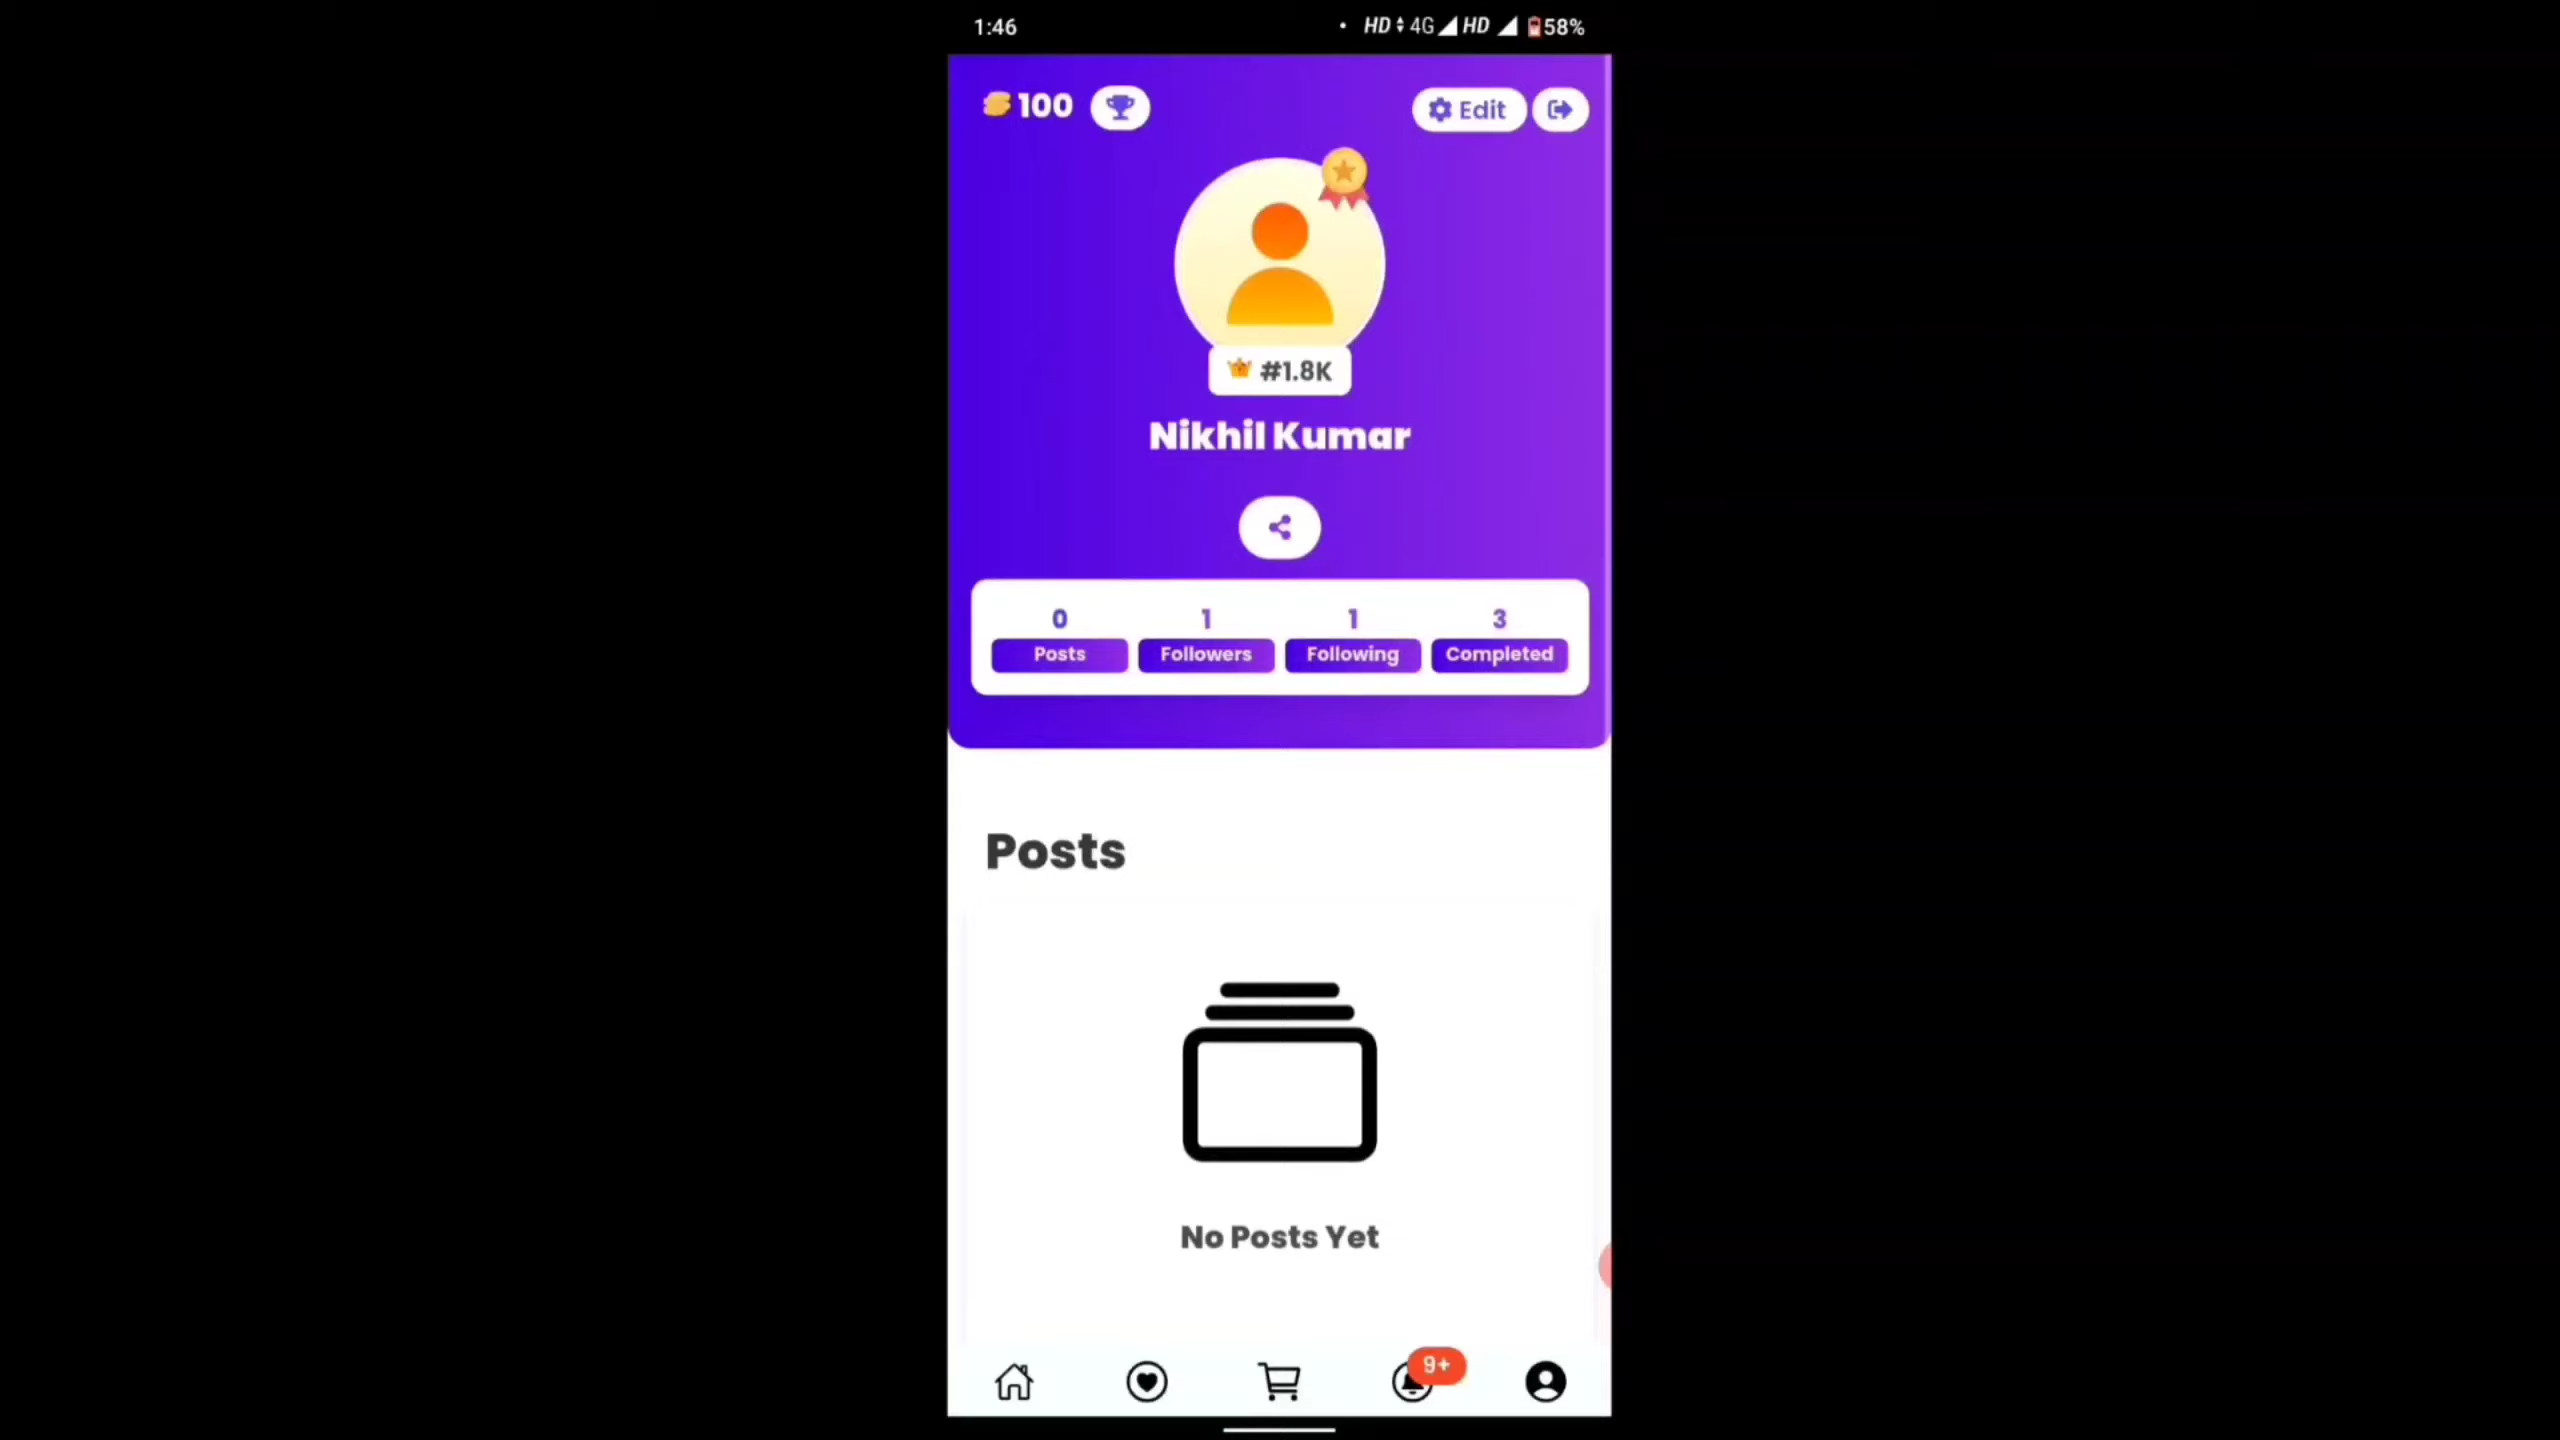 1:46 HD 4G HD 58%
100 Edit
#1.8K
Nikhil Kumar
0 1 1 3
Posts Followers Following Completed
Posts
No Posts Yet
9+